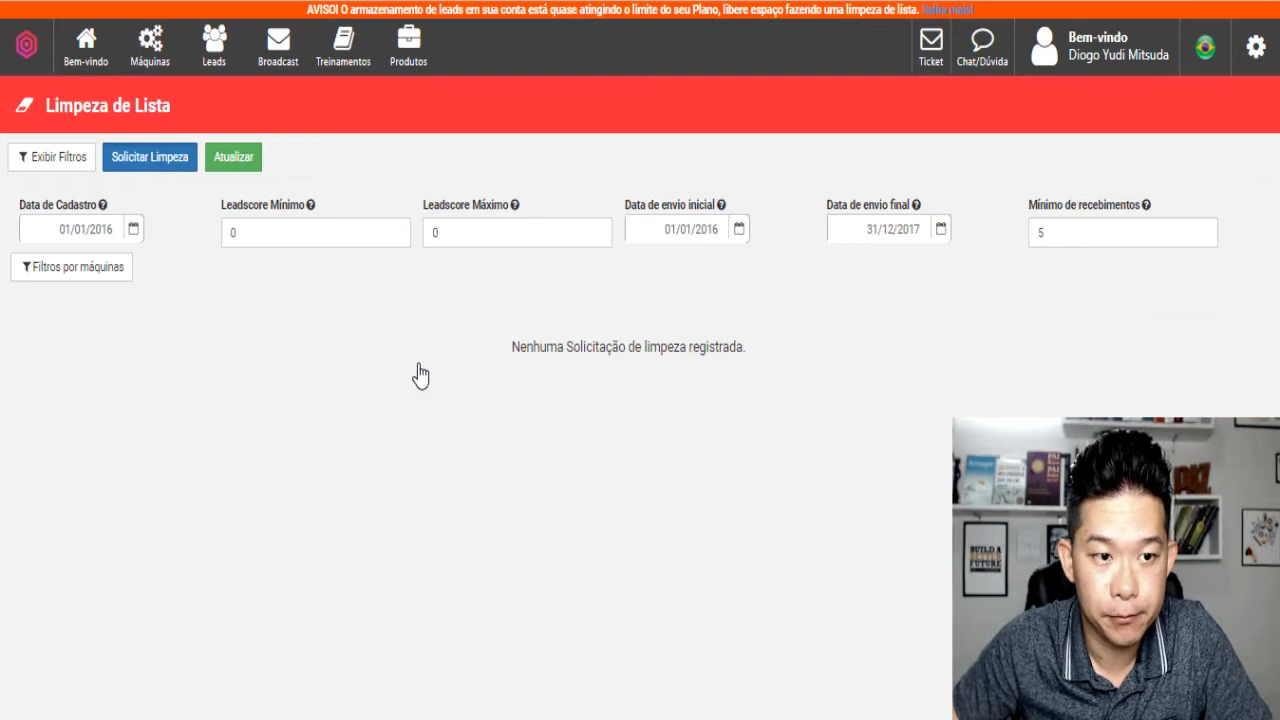 AVISO! O armazenamento de leads em sua conta está quase atingindo o limite do seu Plano, libere espaço fazendo uma limpeza de lista. Saiba mais!
Bem-vindo Máquinas Leads Broadcast Treinamentos Produtos Ticket Chat/Dúvida
Bem-vindo
Diogo Yudi Mitsuda
Limpeza de Lista
Exibir Filtros Solicitar Limpeza Atualizar
Data de Cadastro Leadscore Mínimo Leadscore Máximo Data de envio inicial Data de envio final Mínimo de recebimentos
01/01/2016 0 0 01/01/2016 31/12/2017 5
Filtros por máquinas
Nenhuma Solicitação de limpeza registrada.
BUILD A
FUTURE